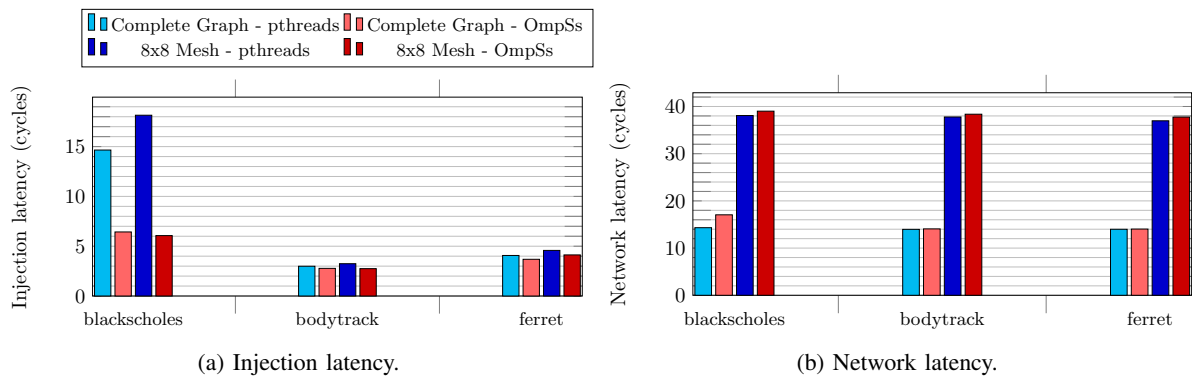 Complete Graph - pthreads Complete Graph - OmpSs
8x8 Mesh - pthreads 8x8 Mesh - OmpSs
Injection latency (cycles)
15
10
5
0
blackscholes bodytrack ferret
(a) Injection latency.
Network latency (cycles)
40
30
20
10
0
blackscholes bodytrack ferret
(b) Network latency.